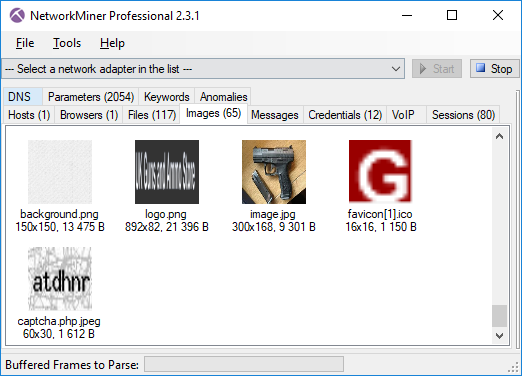 NetworkMiner Professional 2.3.1
File Tools Help
--- Select a network adapter in the list --- Start Stop
DNS Parameters (2054) Keywords Anomalies
Hosts (1) Browsers (1) Files (117) Images (65) Messages Credentials (12) VoIP Sessions (80)
UK Guns and Ammo Store G
background.png logo.png image.jpg favicon[1].ico
150x150, 13 475 B 892x82, 21 396 B 300x168, 9 301 B 16x16, 1 150 B
atdhnr
captcha.php.jpeg
60x30, 1 612 B
Buffered Frames to Parse: